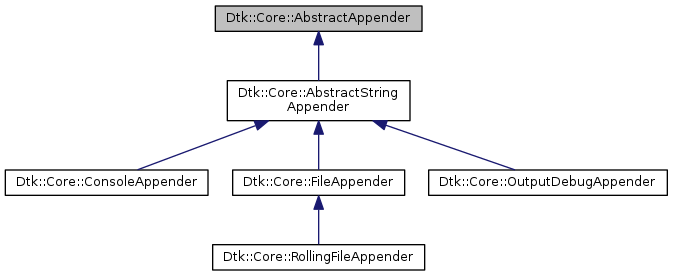 Dtk::Core::AbstractAppender
Dtk::Core::AbstractString
Appender
Dtk::Core::ConsoleAppender
Dtk::Core::FileAppender
Dtk::Core::OutputDebugAppender
Dtk::Core::RollingFileAppender